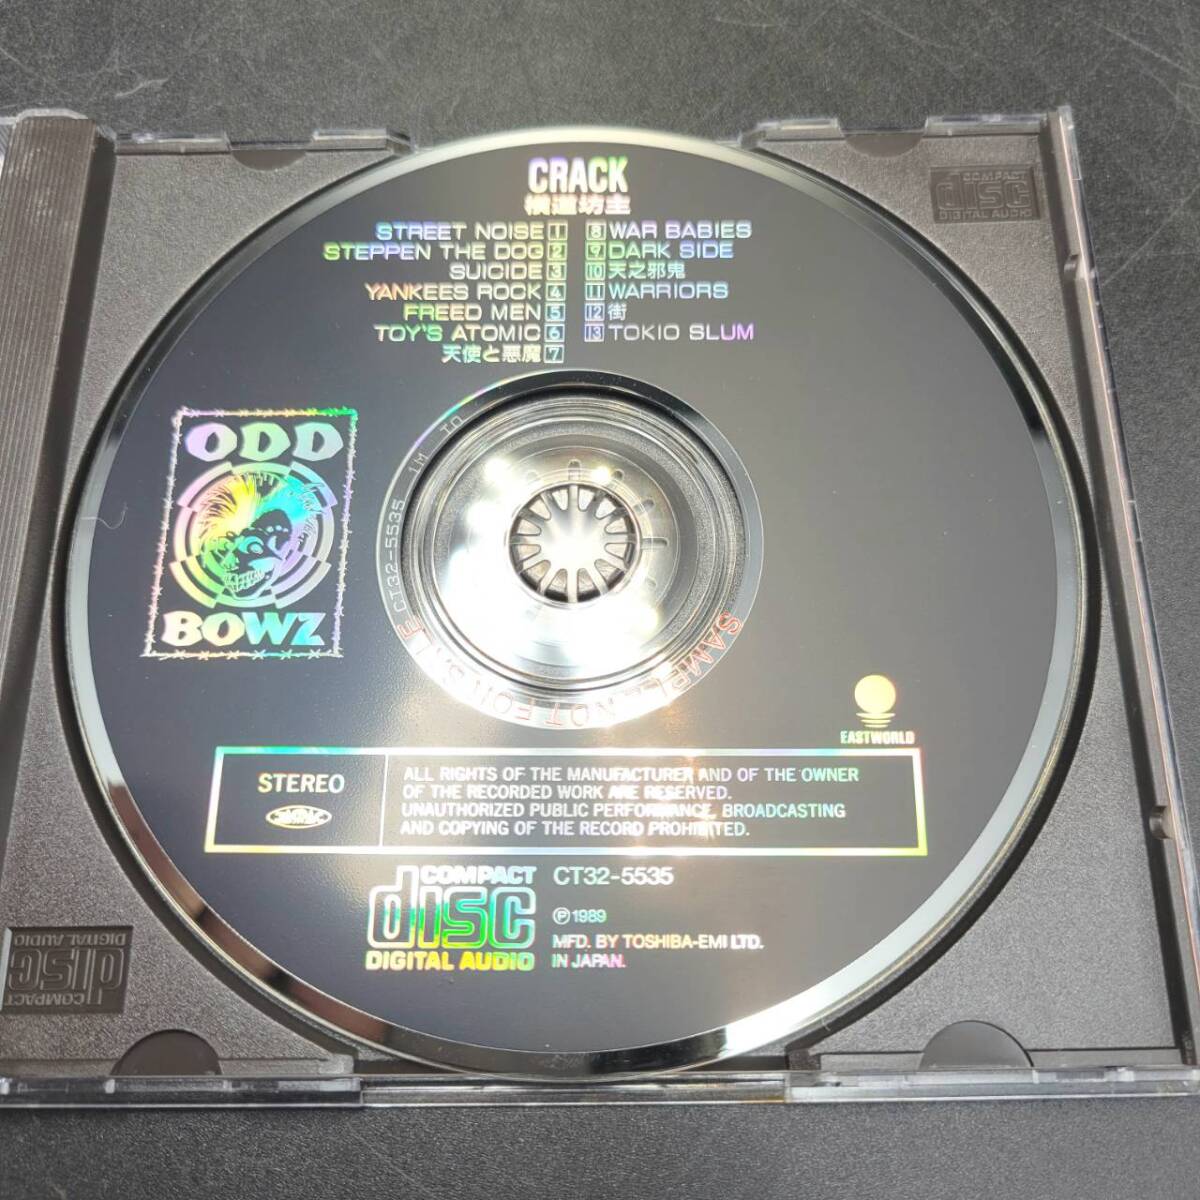 CRACK
横道坊主
STREET NOISE 1
STEPPEN THE DOG 2
SUICIDE 3
YANKEES ROCK 4
FREED MEN 5
TOY'S ATOMIC 6
天使と悪魔 7
8 WAR BABIES
9 DARK SIDE
10 天之邪鬼
11 WARRIORS
12 街
13 TOKIO SLUM
ODD
BOWZ
CT32-5535 1M TO
SAMPLE NOT FOR SALE
EASTWORLD
STEREO
ALL RIGHTS OF THE MANUFACTURER AND OF THE OWNER
OF THE RECORDED WORK ARE RESERVED.
UNAUTHORIZED PUBLIC PERFORMANCE, BROADCASTING
AND COPYING OF THE RECORD PROHIBITED.
COMPACT
disc
DIGITAL AUDIO
CT32-5535
Ⓟ1989
MFD. BY TOSHIBA-EMI LTD.
IN JAPAN.
COMPACT
disc
DIGITAL AUDIO
COMPACT
disc
DIGITAL AUDIO